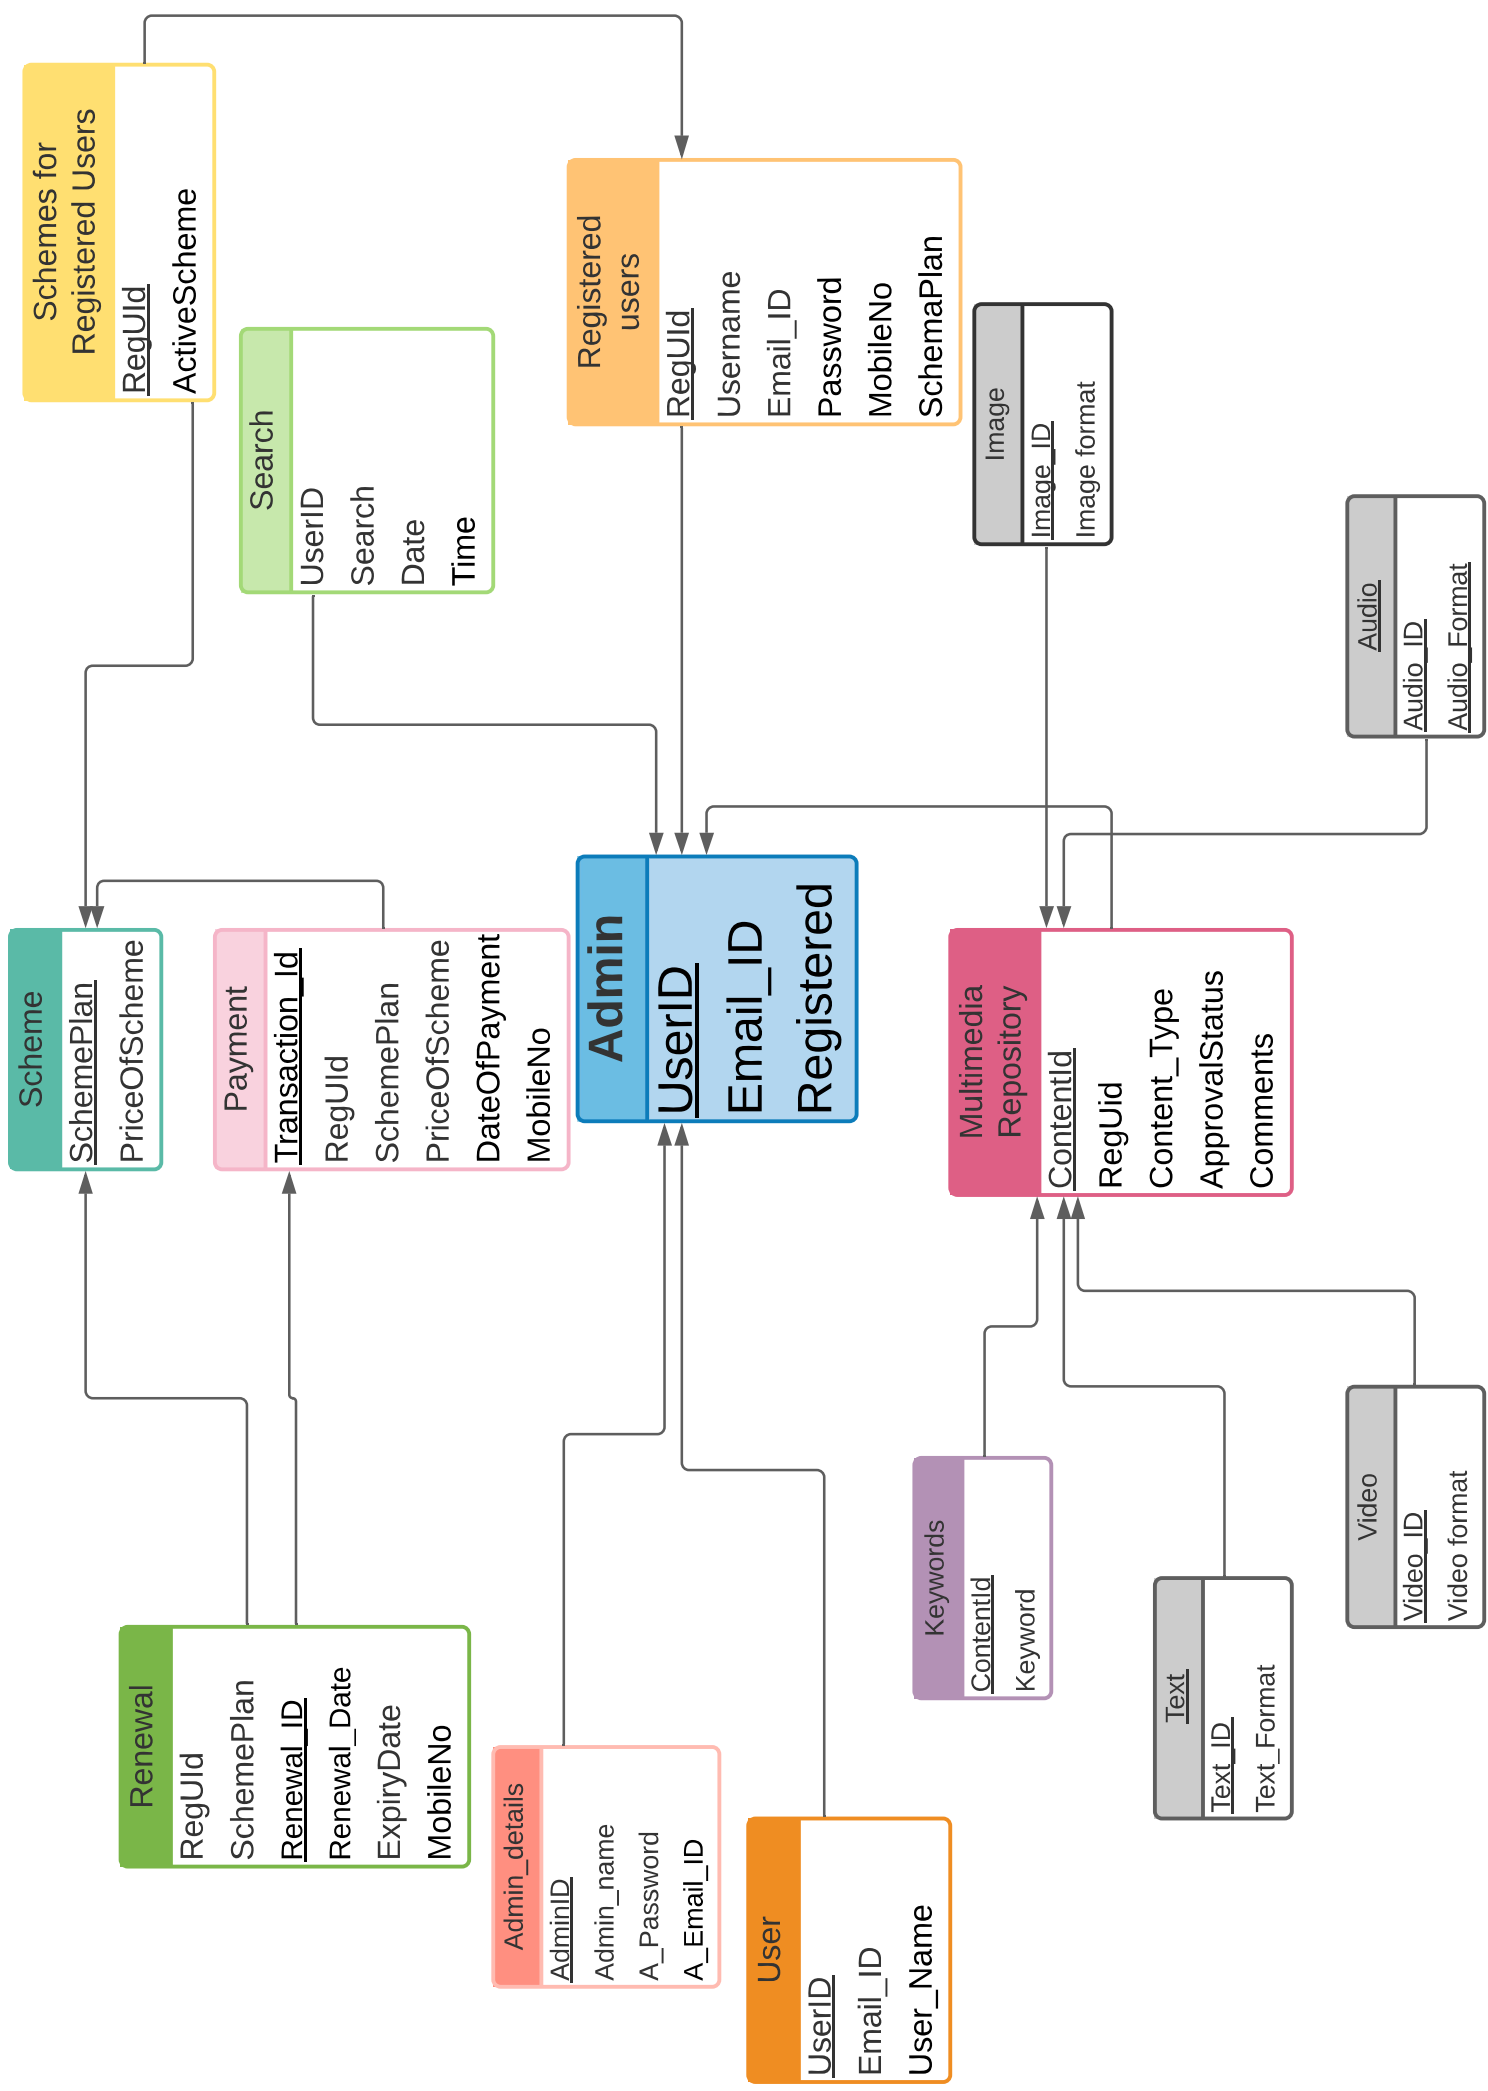 Scheme
SchemePlan
PriceOfScheme
Schemes for
Registered Users
RegUId
ActiveScheme
Renewal
RegUId
SchemePlan
Renewal_ID
Renewal_Date
ExpiryDate
MobileNo
Payment
Transaction_Id
RegUId
SchemePlan
PriceOfScheme
DateOfPayment
MobileNo
Search
UserID
Search
Date
Time
Admin_details
AdminID
Admin_name
A_Password
A_Email_ID
Admin
UserID
Email_ID
Registered
Registered
users
RegUId
Username
Email_ID
Password
MobileNo
SchemaPlan
User
UserID
Email_ID
User_Name
Keywords
ContentId
Keyword
Multimedia
Repository
ContentId
RegUid
Content_Type
ApprovalStatus
Comments
Image
Image_ID
Image format
Text
Text_ID
Text_Format
Video
Video_ID
Video format
Audio
Audio_ID
Audio_Format